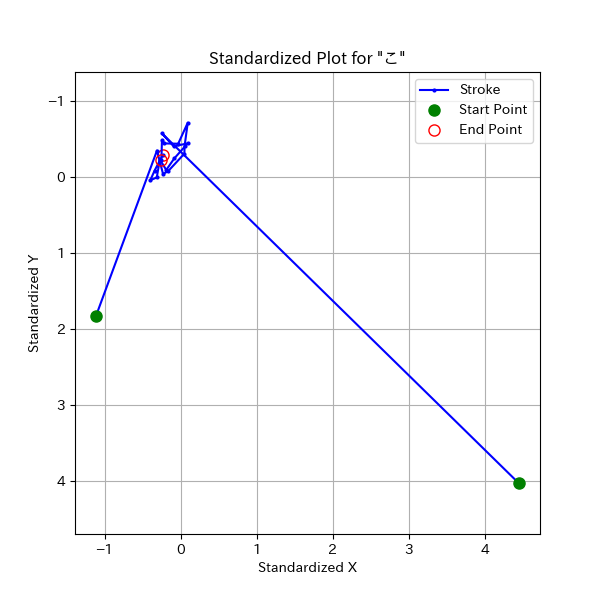 Standardized Plot for "こ"
Stroke
Start Point
End Point
−1
0
1
2
3
4
Standardized Y
−1 0 1 2 3 4
Standardized X